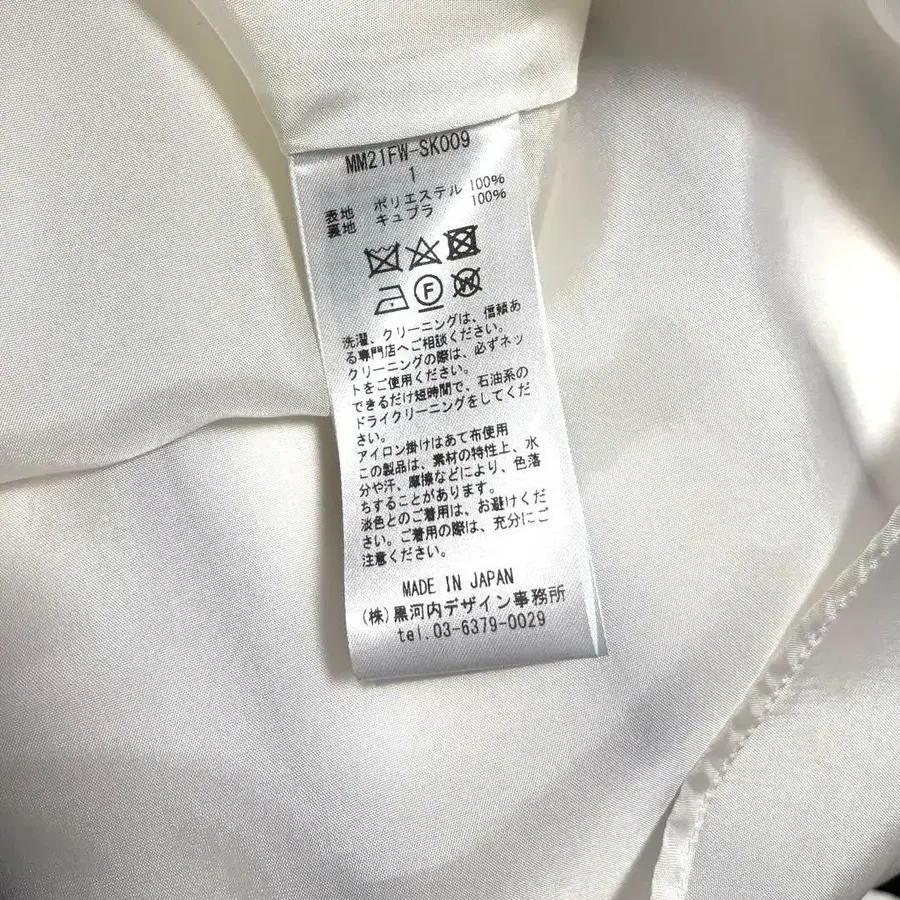 MM21FW-SK009
1
表地 ポリエステル 100%
裏地 キュプラ 100%
F W
洗濯、クリーニングは、信頼あ
る専門店へご相談ください。
クリーニングの際は、必ずネッ
トをご使用ください。
できるだけ短時間で、石油系の
ドライクリーニングをしてくだ
さい。
アイロン掛けはあて布使用
この製品は、素材の特性上、水
分や汗、摩擦などにより、色落
ちすることがあります。
淡色とのご着用は、お避けくだ
さい。ご着用の際は、充分にご
注意ください。
MADE IN JAPAN
(株)黒河内デザイン事務所
tel.03-6379-0029